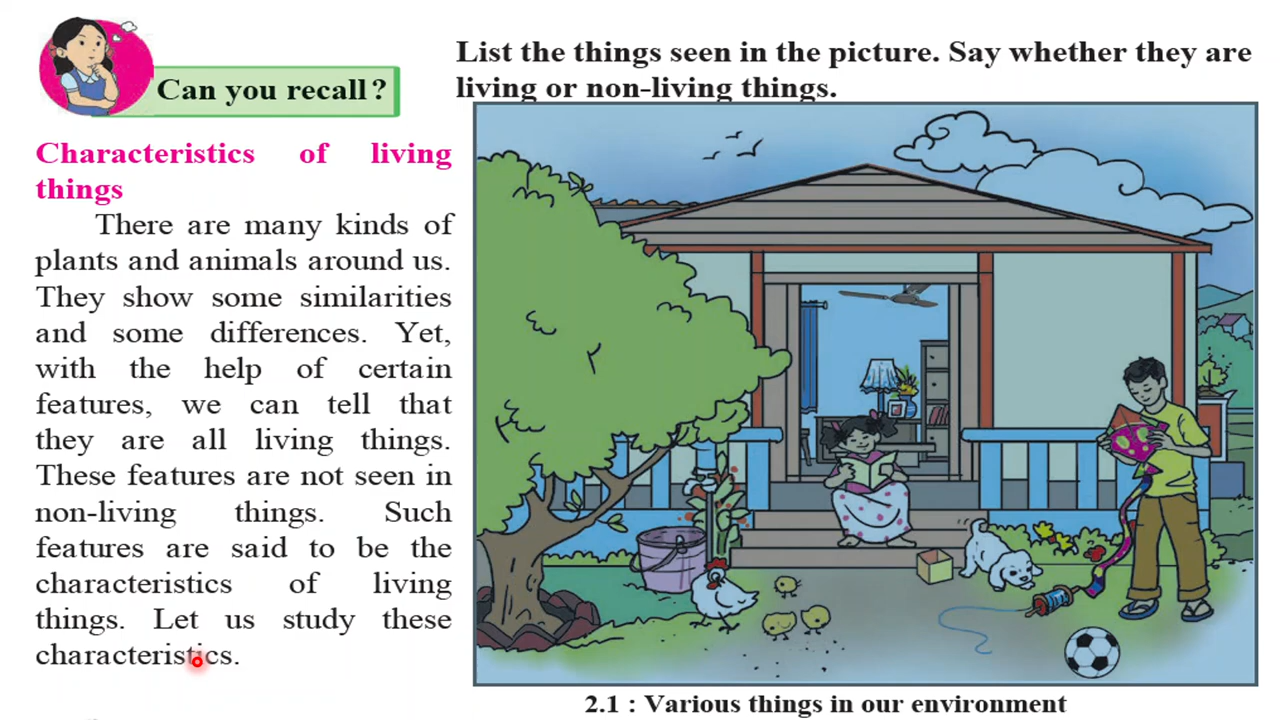 Can you recall?
List the things seen in the picture. Say whether they are
living or non-living things.
Characteristics of living
things
There are many kinds of
plants and animals around us.
They show some similarities
and some differences. Yet,
with the help of certain
features, we can tell that
they are all living things.
These features are not seen in
non-living things. Such
features are said to be the
characteristics of living
things. Let us study these
characteristics.
2.1 : Various things in our environment